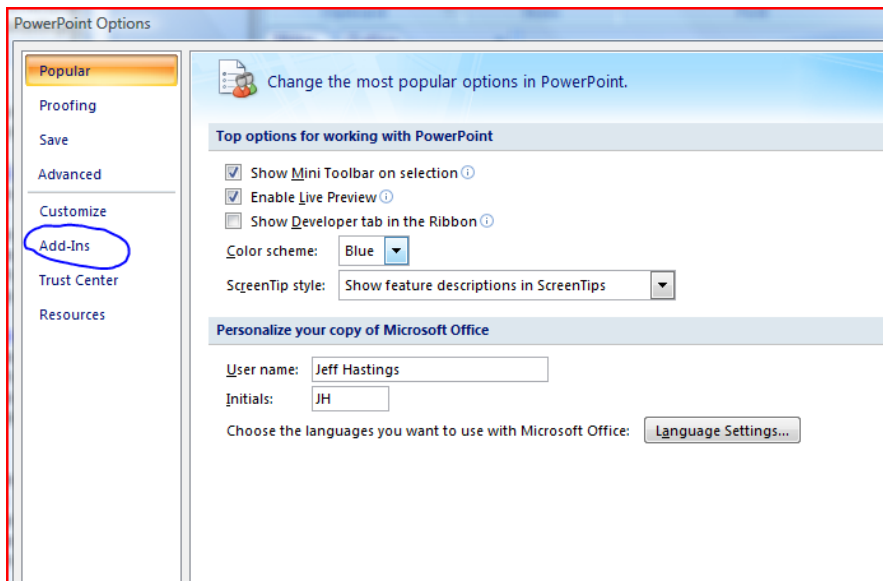 PowerPoint Options
Popular
Proofing
Save
Advanced
Customize
Add-Ins
Trust Center
Resources
Change the most popular options in PowerPoint.
Top options for working with PowerPoint
Show Mini Toolbar on selection
Enable Live Preview
Show Developer tab in the Ribbon
Color scheme: Blue
ScreenTip style: Show feature descriptions in ScreenTips
Personalize your copy of Microsoft Office
User name: Jeff Hastings
Initials: JH
Choose the languages you want to use with Microsoft Office: Language Settings...